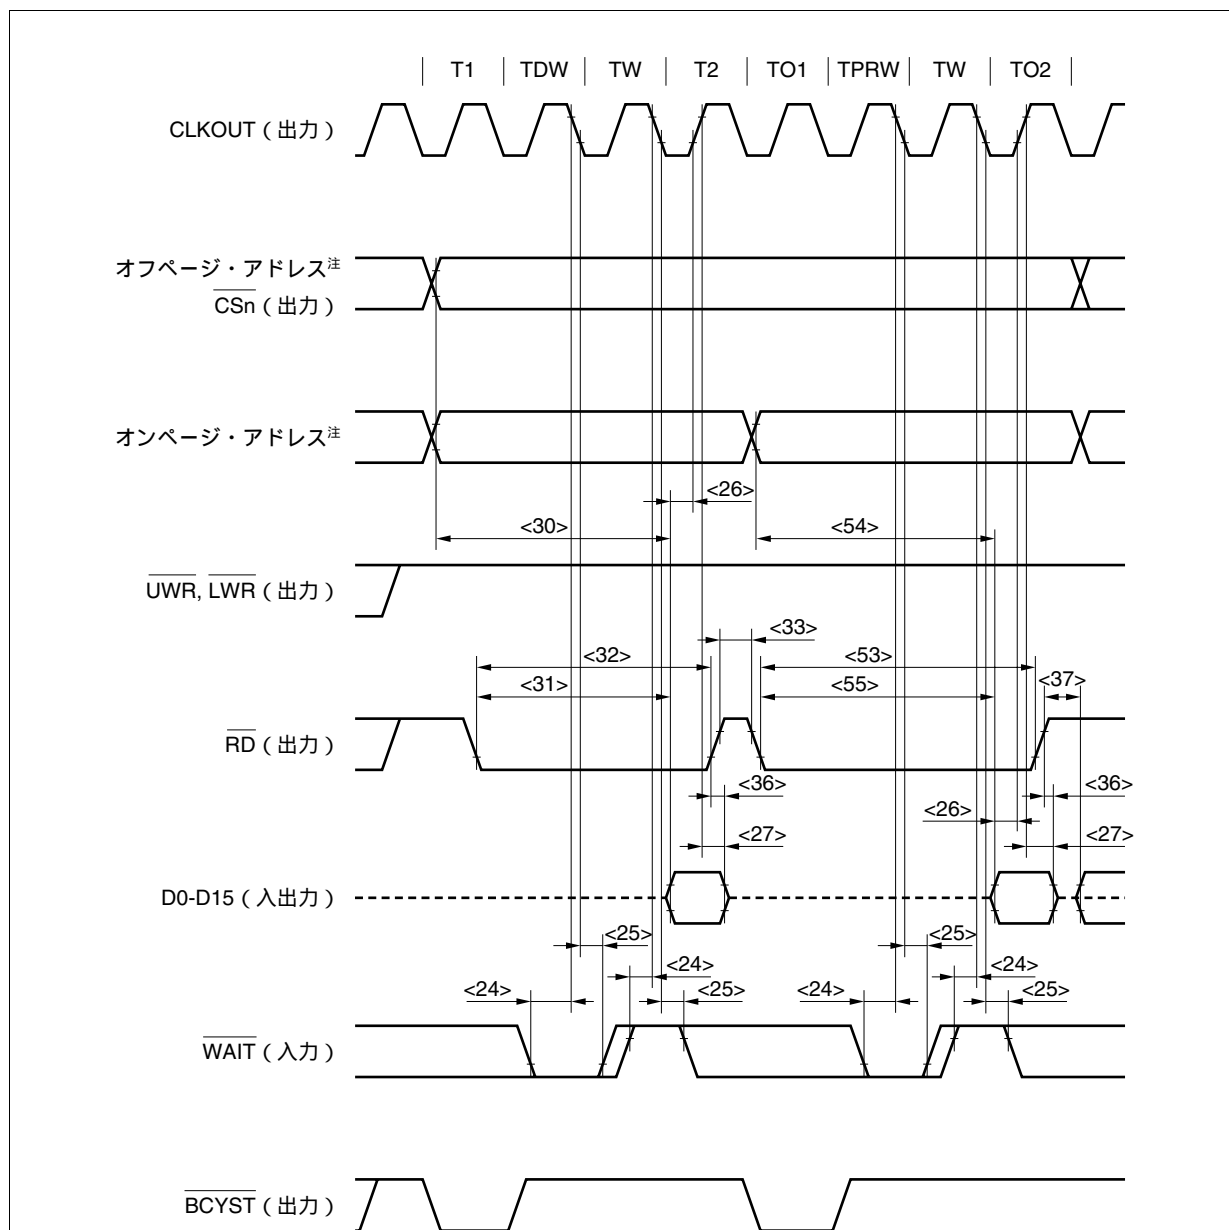 T1 TDW TW T2 TO1 TPRW TW TO2
CLKOUT（出力）
オフページ・アドレス注
CSn（出力）
オンページ・アドレス注
<26>
<30> <54>
UWR, LWR（出力）
<33>
<32> <53>
<37>
<31> <55>
RD（出力）
<36> <36>
<26>
<27> <27>
D0-D15（入出力）
<25> <25>
<24> <24>
<24> <25> <24> <25>
WAIT（入力）
BCYST（出力）